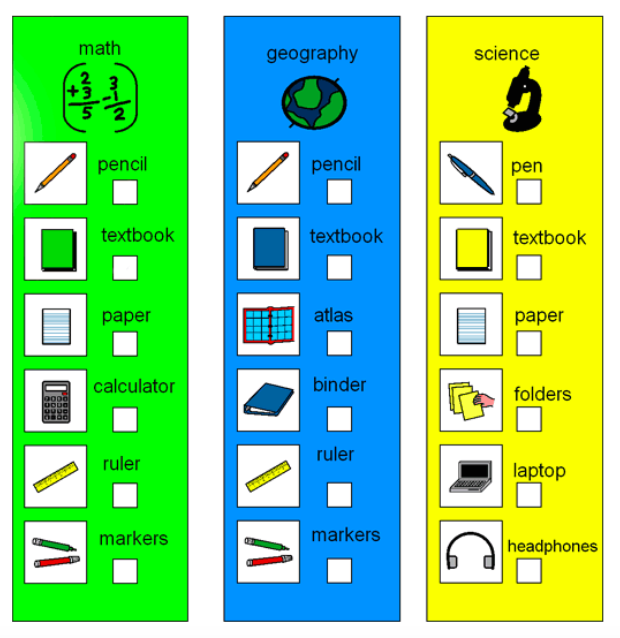 math
2
+3
5
3
-1
2
pencil
textbook
paper
calculator
ruler
markers
geography
pencil
textbook
atlas
binder
ruler
markers
science
pen
textbook
paper
folders
laptop
headphones